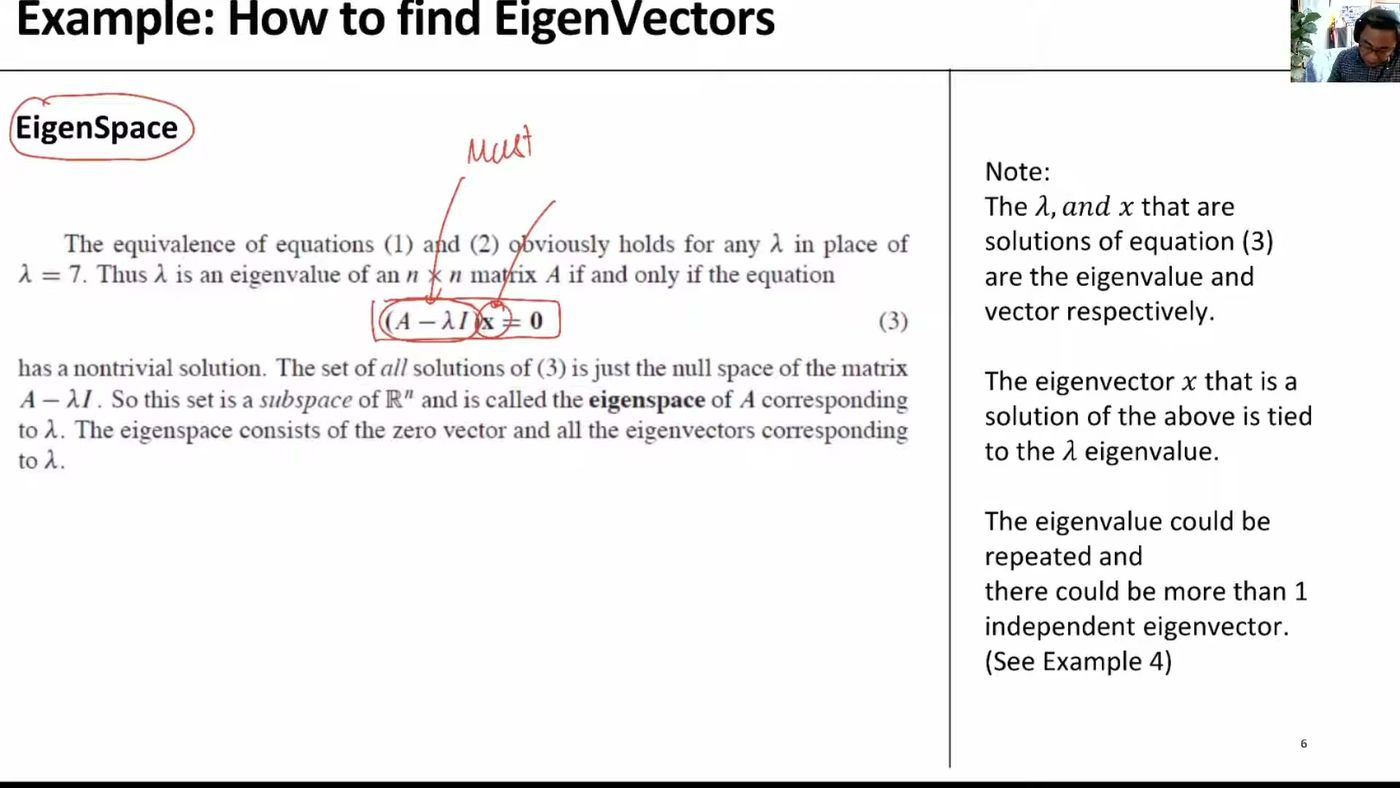 Example: How to find EigenVectors
EigenSpace
Must
The equivalence of equations (1) and (2) obviously holds for any λ in place of
λ = 7. Thus λ is an eigenvalue of an n × n matrix A if and only if the equation
(A − λI)x = 0 (3)
has a nontrivial solution. The set of all solutions of (3) is just the null space of the matrix
A − λI. So this set is a subspace of ℝⁿ and is called the eigenspace of A corresponding
to λ. The eigenspace consists of the zero vector and all the eigenvectors corresponding
to λ.
Note:
The λ, and x that are
solutions of equation (3)
are the eigenvalue and
vector respectively.
The eigenvector x that is a
solution of the above is tied
to the λ eigenvalue.
The eigenvalue could be
repeated and
there could be more than 1
independent eigenvector.
(See Example 4)
6